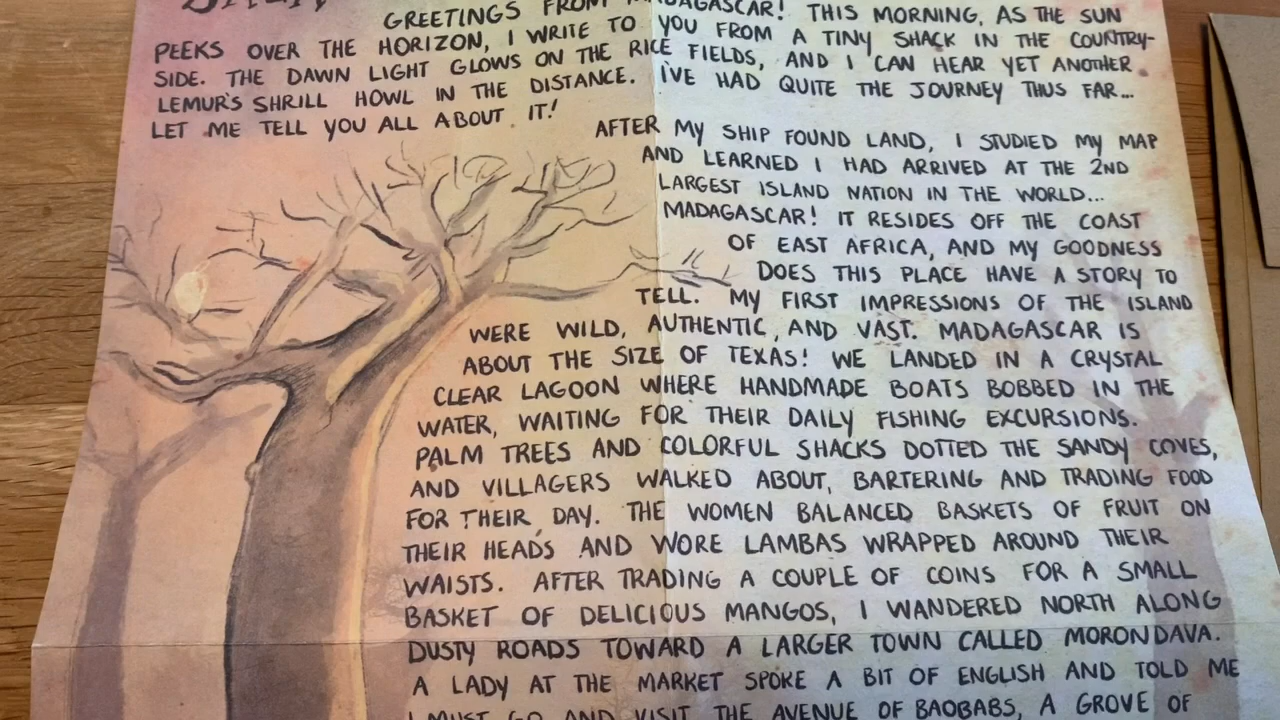 GREETINGS FROM MADAGASCAR! THIS MORNING, AS THE SUN
PEEKS OVER THE HORIZON, I WRITE TO YOU FROM A TINY SHACK IN THE COUNTRY-
SIDE. THE DAWN LIGHT GLOWS ON THE RICE FIELDS, AND I CAN HEAR YET ANOTHER
LEMUR'S SHRILL HOWL IN THE DISTANCE. I'VE HAD QUITE THE JOURNEY THUS FAR...
LET ME TELL YOU ALL ABOUT IT!
AFTER MY SHIP FOUND LAND, I STUDIED MY MAP
AND LEARNED I HAD ARRIVED AT THE 2ND
LARGEST ISLAND NATION IN THE WORLD...
MADAGASCAR! IT RESIDES OFF THE COAST
OF EAST AFRICA, AND MY GOODNESS
DOES THIS PLACE HAVE A STORY TO
TELL. MY FIRST IMPRESSIONS OF THE ISLAND
WERE WILD, AUTHENTIC, AND VAST. MADAGASCAR IS
ABOUT THE SIZE OF TEXAS! WE LANDED IN A CRYSTAL
CLEAR LAGOON WHERE HANDMADE BOATS BOBBED IN THE
WATER, WAITING FOR THEIR DAILY FISHING EXCURSIONS.
PALM TREES AND COLORFUL SHACKS DOTTED THE SANDY COVES,
AND VILLAGERS WALKED ABOUT, BARTERING AND TRADING FOOD
FOR THEIR DAY. THE WOMEN BALANCED BASKETS OF FRUIT ON
THEIR HEADS AND WORE LAMBAS WRAPPED AROUND THEIR
WAISTS. AFTER TRADING A COUPLE OF COINS FOR A SMALL
BASKET OF DELICIOUS MANGOS, I WANDERED NORTH ALONG
DUSTY ROADS TOWARD A LARGER TOWN CALLED MORONDAVA.
A LADY AT THE MARKET SPOKE A BIT OF ENGLISH AND TOLD ME
I MUST GO AND VISIT THE AVENUE OF BAOBABS, A GROVE OF